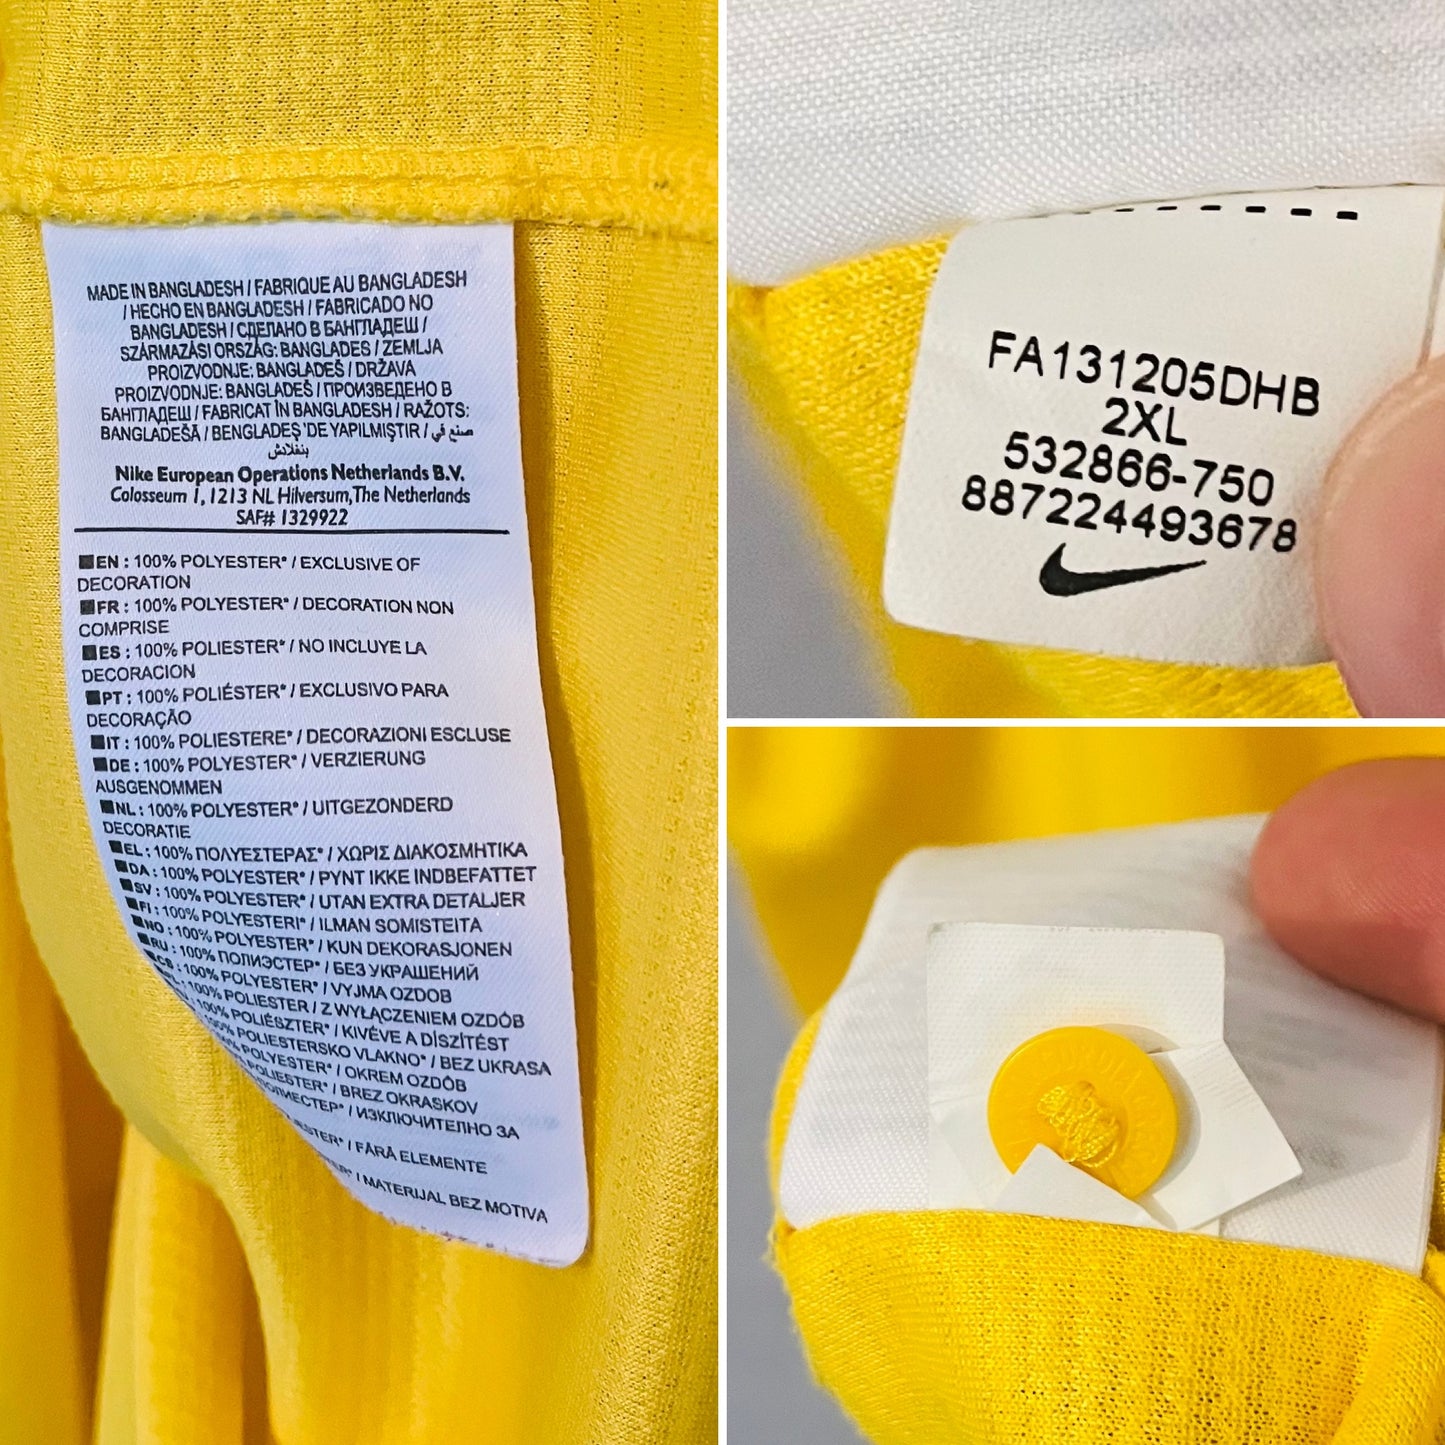 MADE IN BANGLADESH / FABRIQUE AU BANGLADESH
/ HECHO EN BANGLADESH / FABRICADO NO
BANGLADESH / СДЕЛАНО В БАНГЛАДЕШ /
SZÁRMAZÁSI ORSZÁG: BANGLADES / ZEMLJA
PROIZVODNJE: BANGLADEŠ / DRŽAVA
PROIZVODNJE: BANGLADEŠ / ПРОИЗВЕДЕНО В
БАНГЛАДЕШ / FABRICAT ÎN BANGLADESH / RAŽOTS:
BANGLADEŠĀ / BENGLADEŞ'DE YAPILMIŞTIR / صنع في
بنغلادش
Nike European Operations Netherlands B.V.
Colosseum 1, 1213 NL Hilversum, The Netherlands
SAF# 1329922
EN : 100% POLYESTER* / EXCLUSIVE OF
DECORATION
FR : 100% POLYESTER* / DECORATION NON
COMPRISE
ES : 100% POLIESTER* / NO INCLUYE LA
DECORACION
PT : 100% POLIÉSTER* / EXCLUSIVO PARA
DECORAÇÃO
IT : 100% POLIESTERE* / DECORAZIONI ESCLUSE
DE : 100% POLYESTER* / VERZIERUNG
AUSGENOMMEN
NL : 100% POLYESTER* / UITGEZONDERD
DECORATIE
EL : 100% ΠΟΛΥΕΣΤΕΡΑΣ* / ΧΩΡΙΣ ΔΙΑΚΟΣΜΗΤΙΚΑ
DA : 100% POLYESTER* / PYNT IKKE INDBEFATTET
SV : 100% POLYESTER* / UTAN EXTRA DETALJER
FI : 100% POLYESTERI* / ILMAN SOMISTEITA
NO : 100% POLYESTER* / KUN DEKORASJONEN
RU : 100% ПОЛИЭСТЕР* / БЕЗ УКРАШЕНИЙ
CS : 100% POLYESTER* / VYJMA OZDOB
100% POLIESTER / Z WYŁĄCZENIEM OZDÓB
100% POLIÉSZTER* / KIVÉVE A DÍSZÍTÉST
POLIESTERSKO VLAKNO* / BEZ UKRASA
POLYESTER* / OKREM OZDÔB
POLIESTER* / BREZ OKRASKOV
/ ИЗКЛЮЧИТЕЛНО ЗА
/ FĂRĂ ELEMENTE
/ MATERIJAL BEZ MOTIVA
FA131205DHB
2XL
532866-750
887224493678